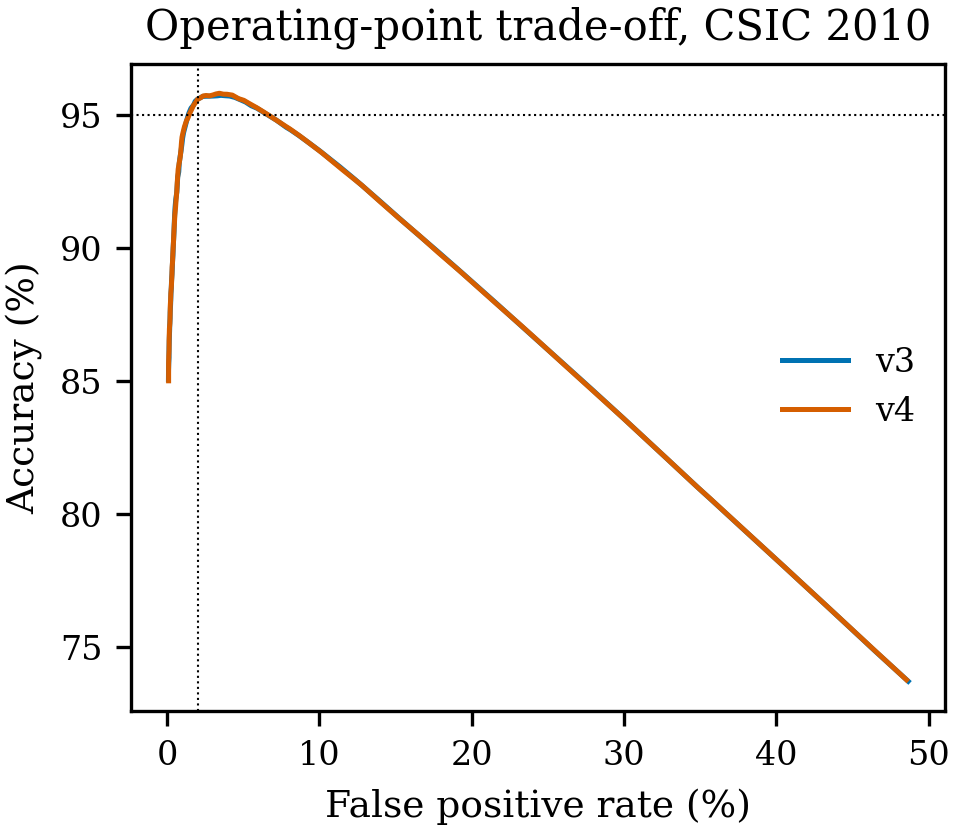 Operating-point trade-off, CSIC 2010
Accuracy (%)
95
90
85
80
75
v3
v4
0 10 20 30 40 50
False positive rate (%)